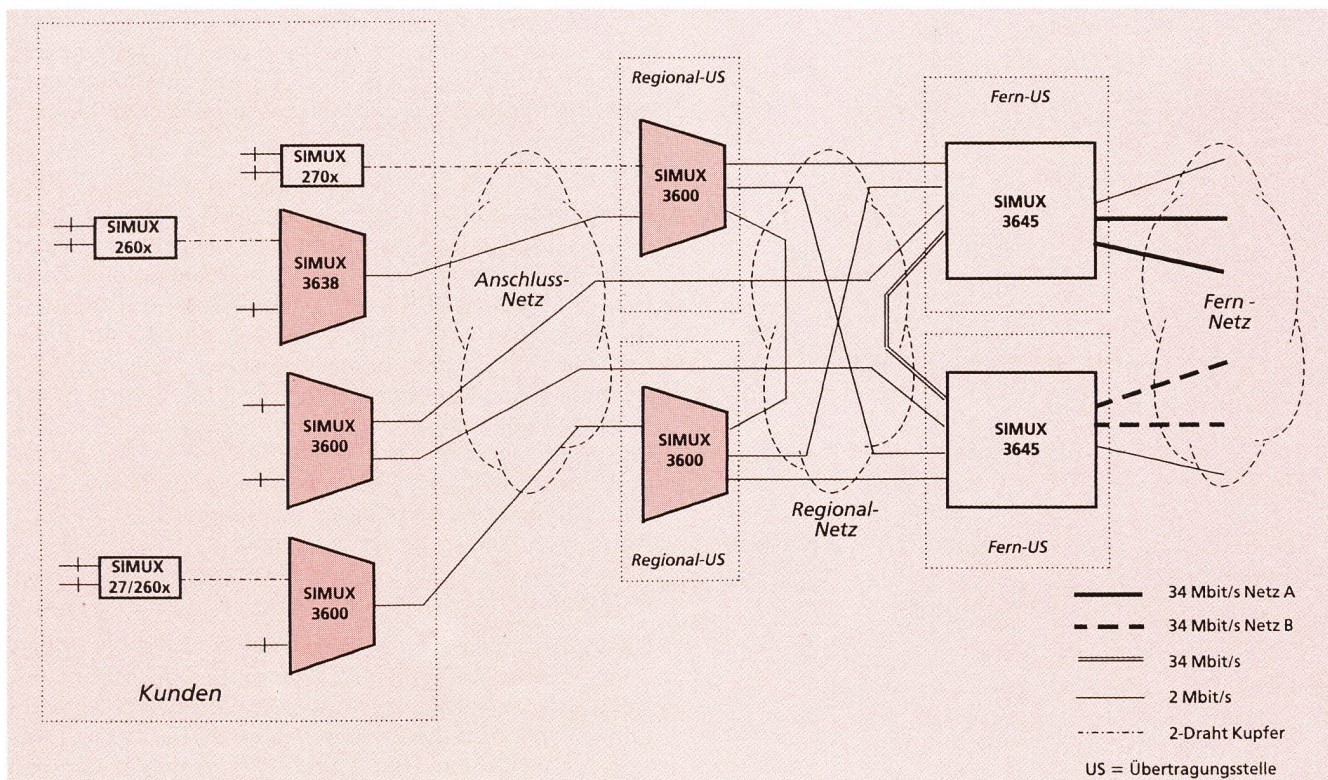 Regional-US
Fern-US
SIMUX
270x
SIMUX
3600
SIMUX
3645
SIMUX
260x
SIMUX
3638
Anschluss-
Netz
Fern -
Netz
SIMUX
3600
SIMUX
3600
SIMUX
3645
Regional-
Netz
Regional-US
Fern-US
SIMUX
27/260x
SIMUX
3600
Kunden
34 Mbit/s Netz A
34 Mbit/s Netz B
34 Mbit/s
2 Mbit/s
2-Draht Kupfer
US = Übertragungsstelle